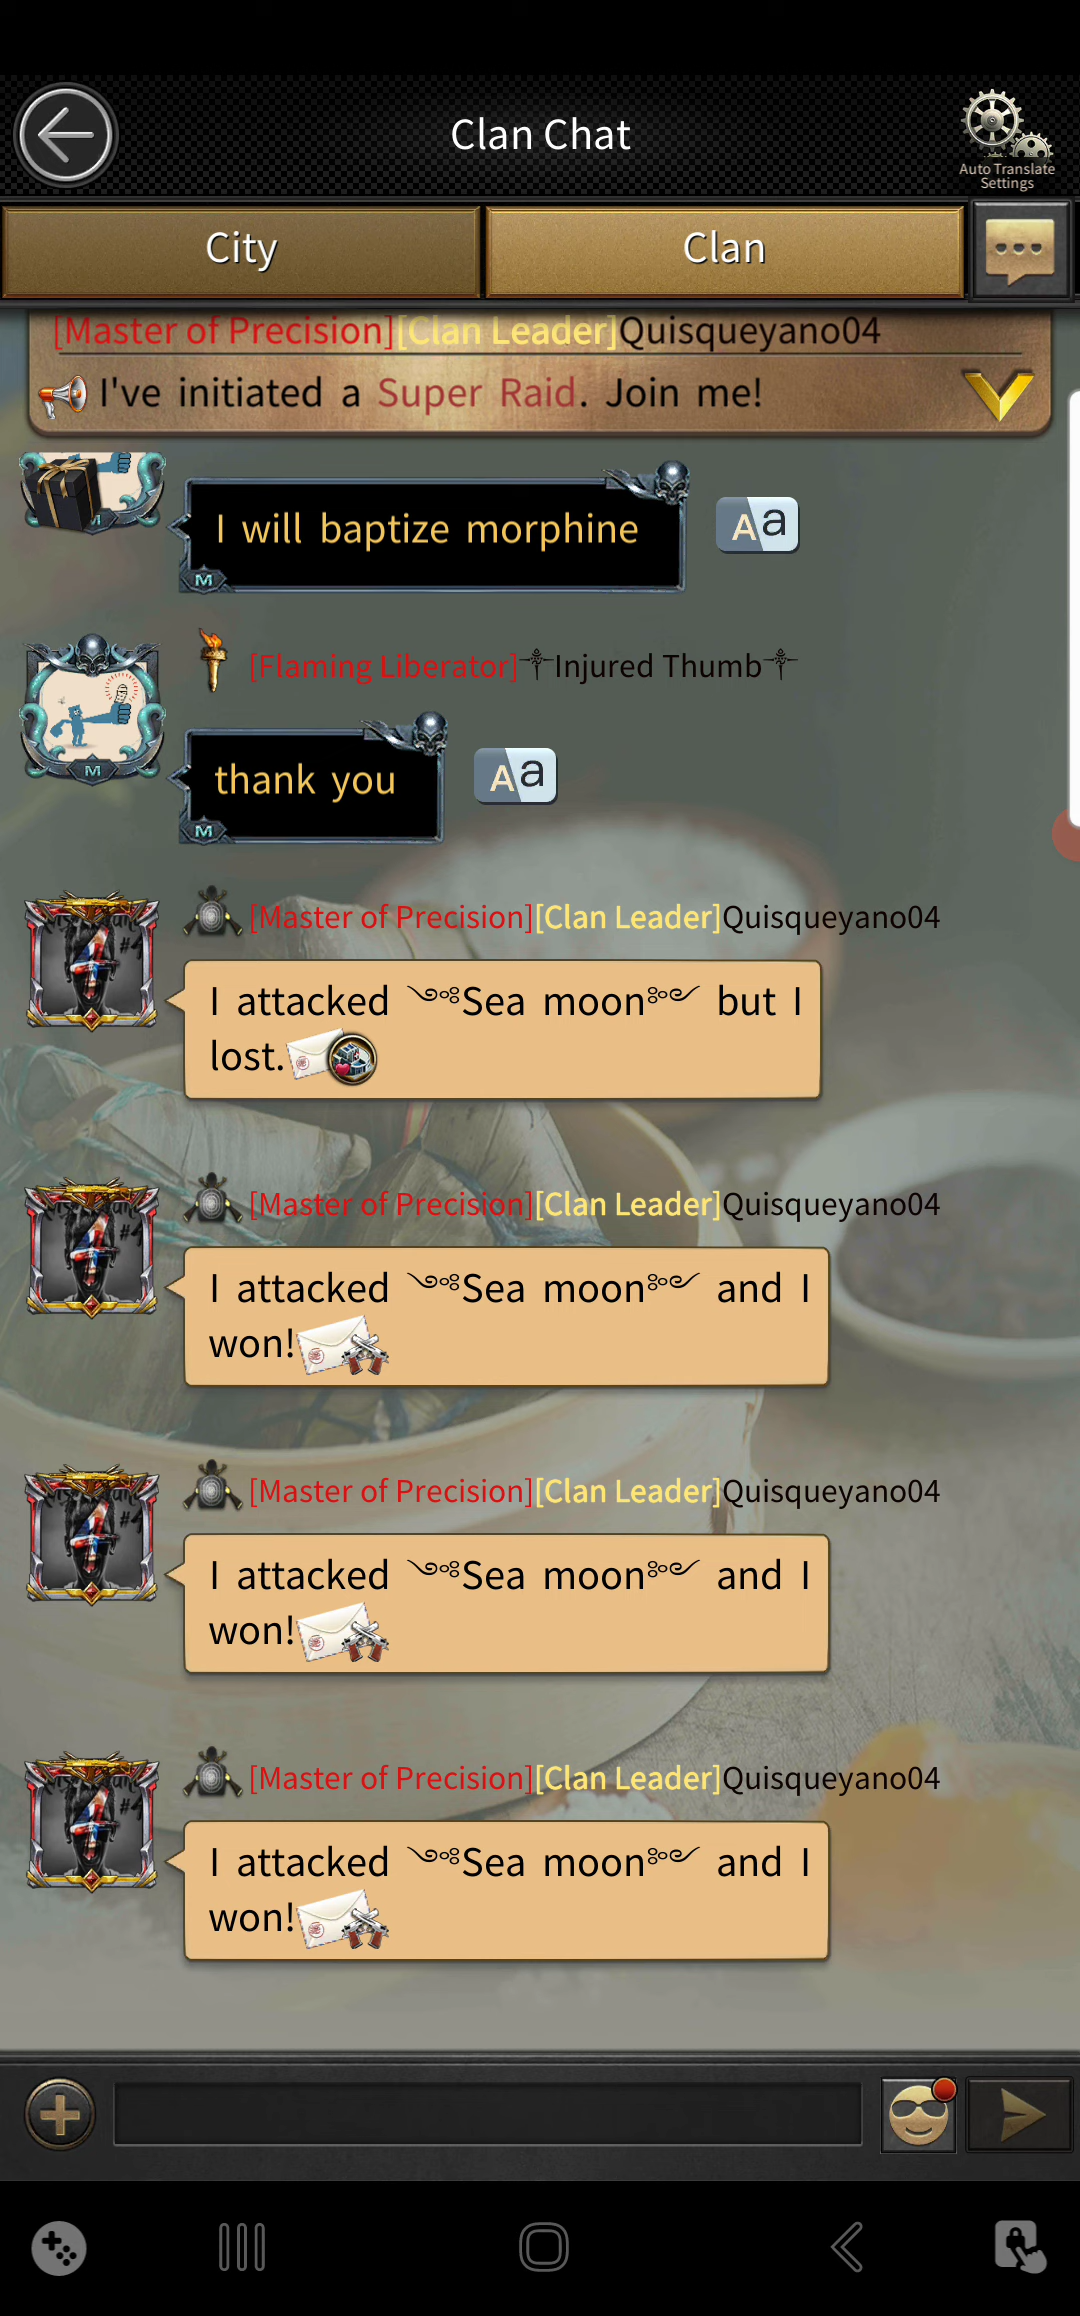 Clan Chat
Auto Translate
Settings
City
Clan
[Master of Precision][Clan Leader]Quisqueyano04
I've initiated a Super Raid. Join me!
I will baptize morphine
Aa
M
[Flaming Liberator]༒Injured Thumb༒
thank you
Aa
M
M
[Master of Precision][Clan Leader]Quisqueyano04
I attacked ༺Sea moon༻ but I
lost.
[Master of Precision][Clan Leader]Quisqueyano04
I attacked ༺Sea moon༻ and I
won!
[Master of Precision][Clan Leader]Quisqueyano04
I attacked ༺Sea moon༻ and I
won!
[Master of Precision][Clan Leader]Quisqueyano04
I attacked ༺Sea moon༻ and I
won!